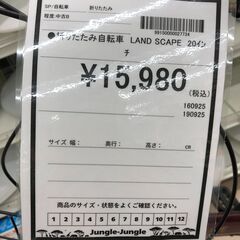 SP/自転車 折りたたみ
程度:中古B
99150000027734
●折りたたみ自転車 LAND SCAPE 20イン
チ
¥15,980
(税込)
160925
190925
サイズ 幅: 奥行: 高さ: cm
商品のサイズ・状態をよくご確認ください。
1 2 3 4 5 6 7 8 9 10 11 12
Jungle-Jungle